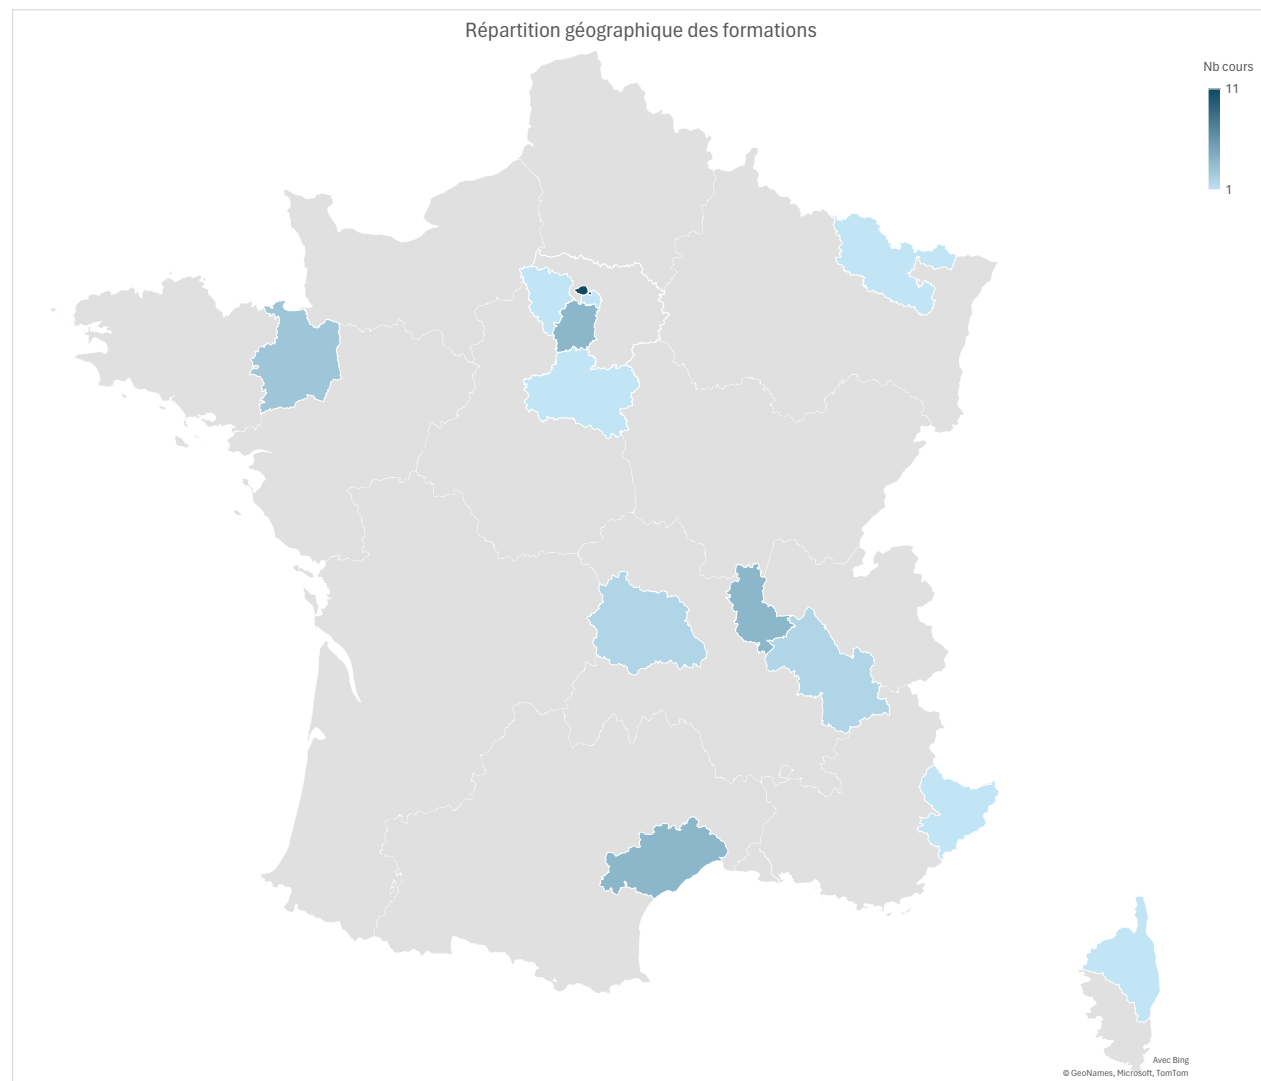 Répartition géographique des formations
Nb cours
11
1
Avec Bing
© GeoNames, Microsoft, TomTom